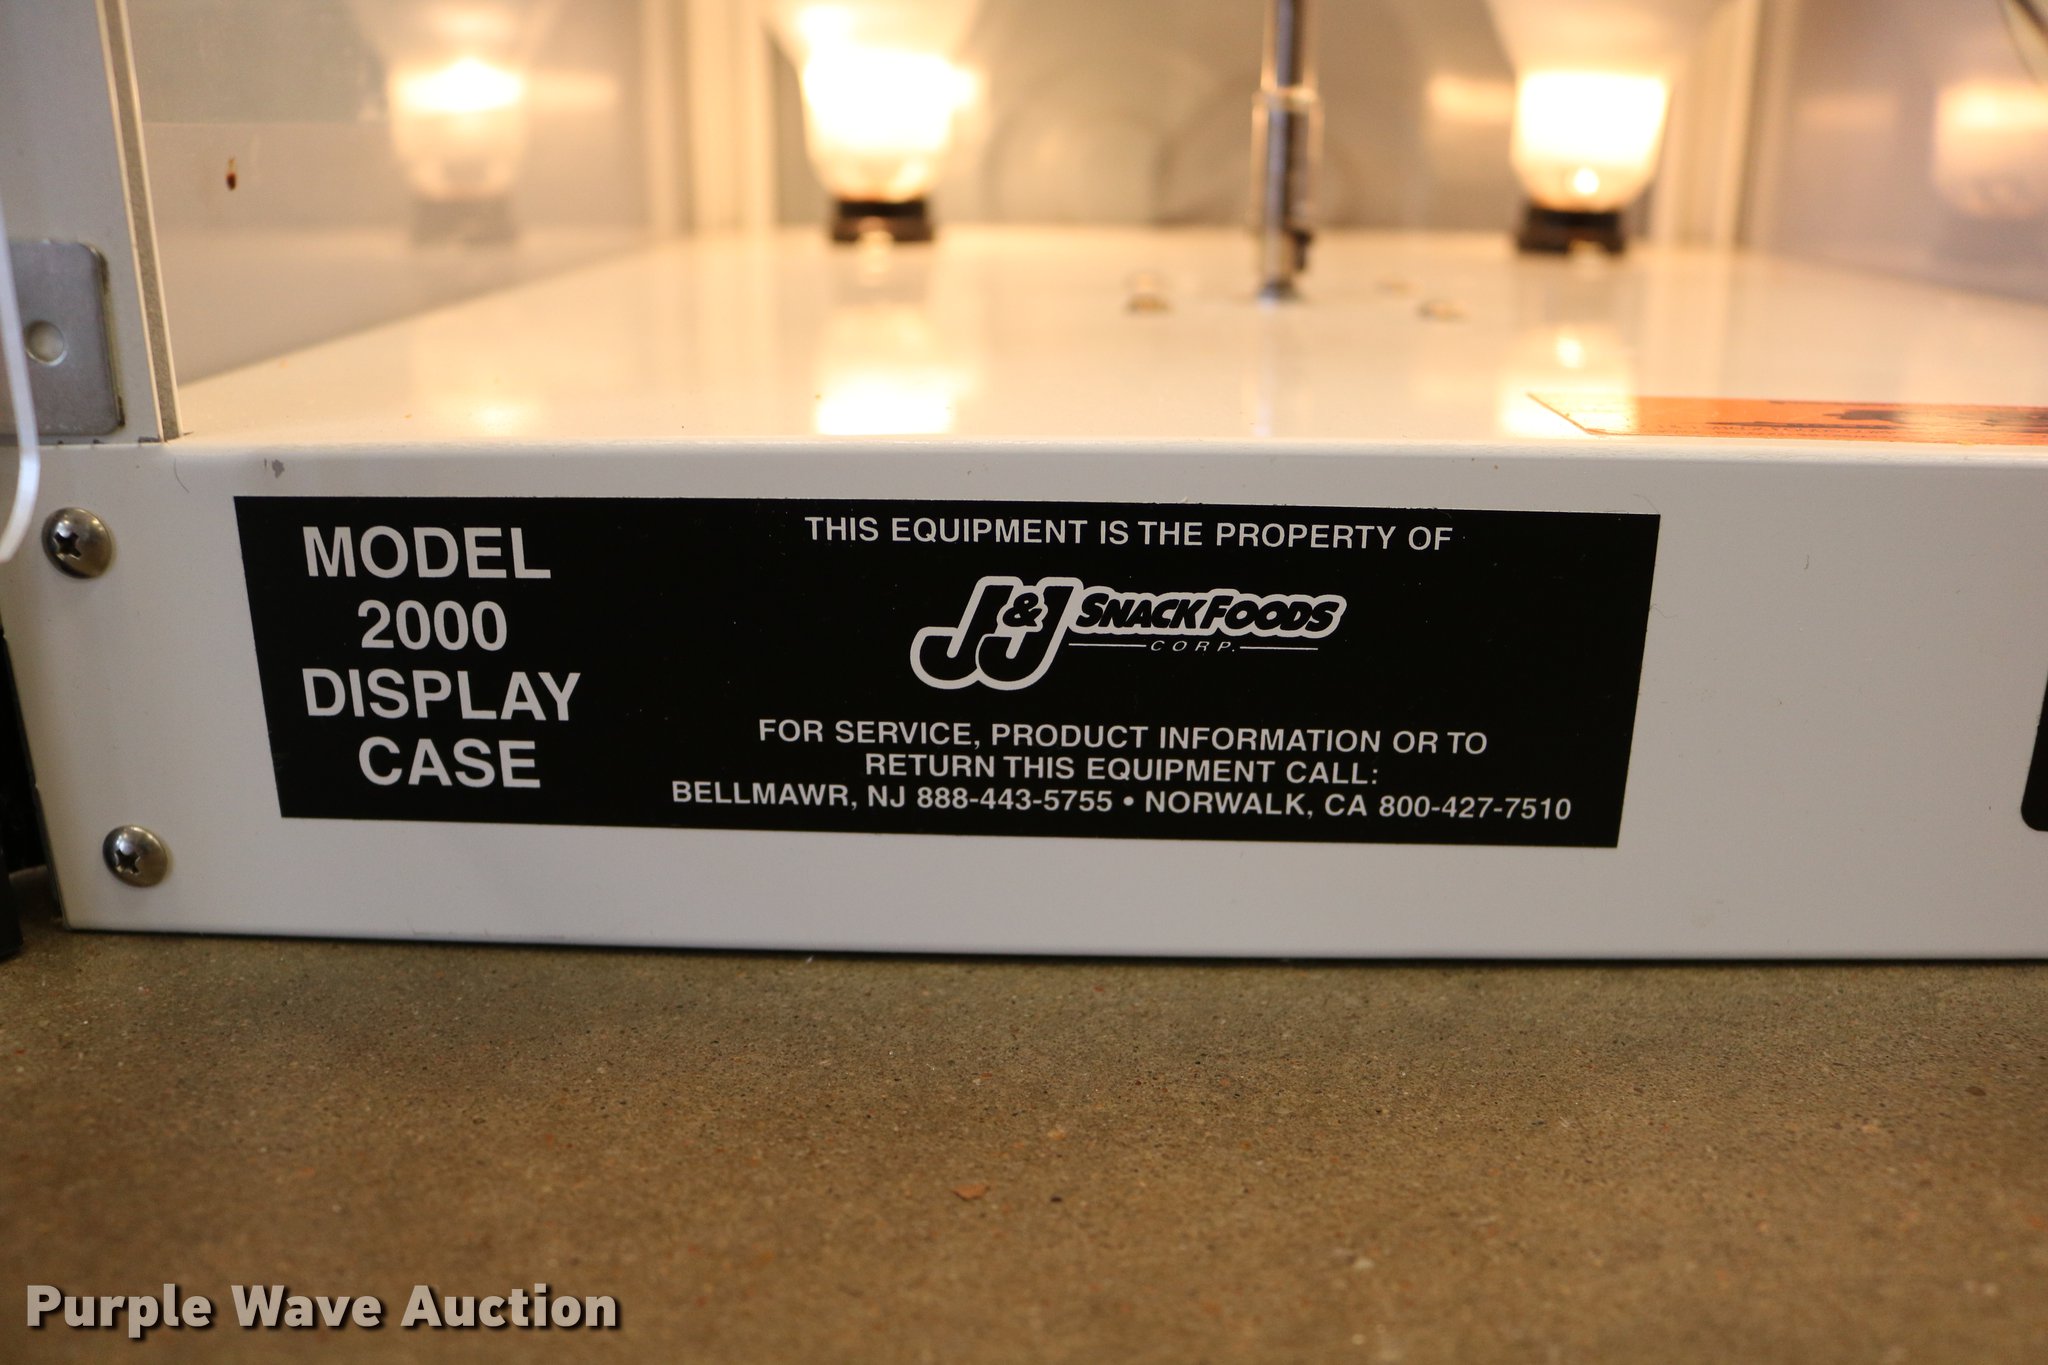 MODEL
2000
DISPLAY
CASE
THIS EQUIPMENT IS THE PROPERTY OF
J&J SNACK FOODS
CORP.
FOR SERVICE, PRODUCT INFORMATION OR TO
RETURN THIS EQUIPMENT CALL:
BELLMAWR, NJ 888-443-5755 • NORWALK, CA 800-427-7510
Purple Wave Auction